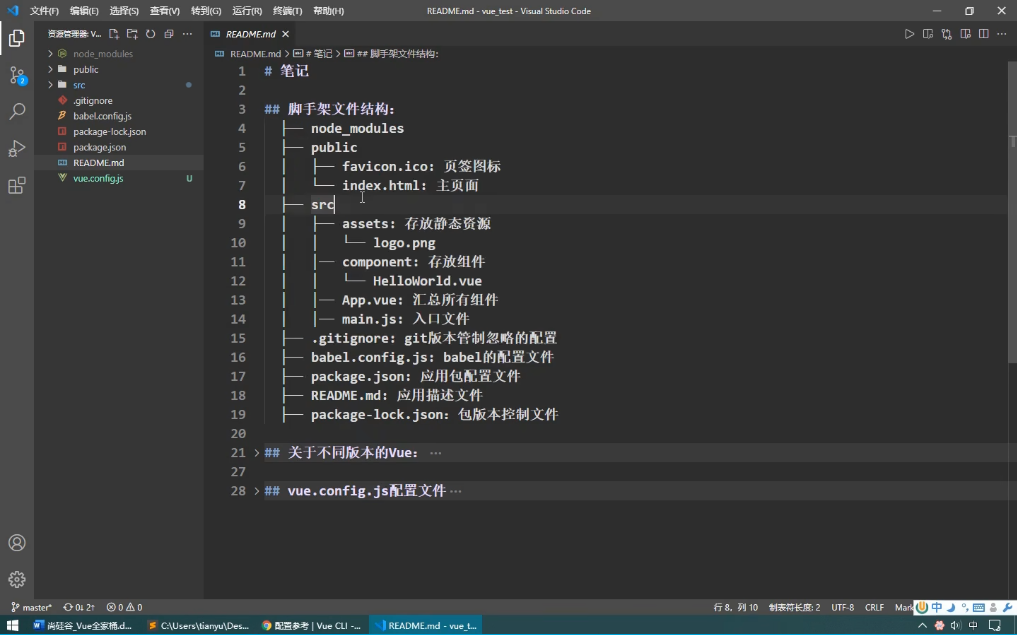 文件(F) 编辑(E) 选择(S) 查看(V) 转到(G) 运行(R) 终端(T) 帮助(H) README.md - vue_test - Visual Studio Code
资源管理器: V... README.md
README.md > # 笔记 > ## 脚手架文件结构:
node_modules
public
src
.gitignore
babel.config.js
package-lock.json
package.json
README.md
vue.config.js U
1 # 笔记
2
3 ## 脚手架文件结构:
4 ├── node_modules
5 ├── public
6 │ ├── favicon.ico: 页签图标
7 │ └── index.html: 主页面
8 ├── src
9 │ ├── assets: 存放静态资源
10 │ │ └── logo.png
11 │ │── component: 存放组件
12 │ │ └── HelloWorld.vue
13 │ │── App.vue: 汇总所有组件
14 │ │── main.js: 入口文件
15 ├── .gitignore: git版本管制忽略的配置
16 ├── babel.config.js: babel的配置文件
17 ├── package.json: 应用包配置文件
18 ├── README.md: 应用描述文件
19 ├── package-lock.json: 包版本控制文件
20
21 > ## 关于不同版本的Vue: ···
27
28 > ## vue.config.js配置文件···
2
master* 0↓ 2↑ 0 0 行 8，列 10 制表符长度: 2 UTF-8 CRLF Mark 中
尚硅谷_Vue全家桶.d... C:\Users\tianyu\Des... 配置参考 | Vue CLI -... README.md - vue_t... 中